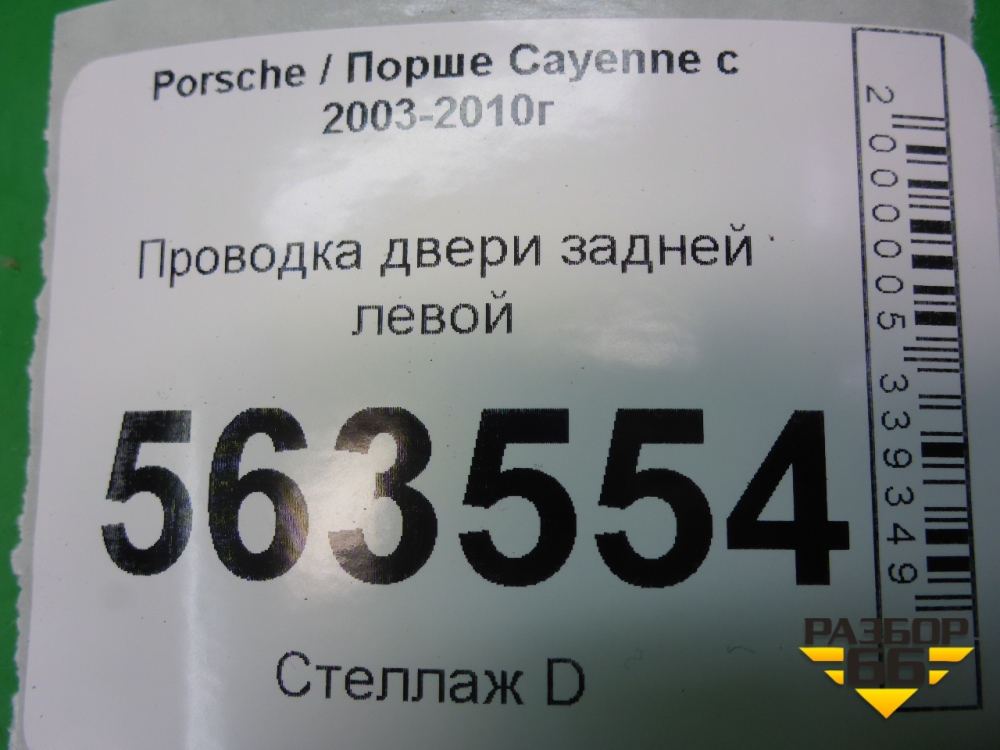 Porsche / Порше Cayenne с
2003-2010г
Проводка двери задней
левой
563554
Стеллаж D
2000005339349
РАЗБОР
66